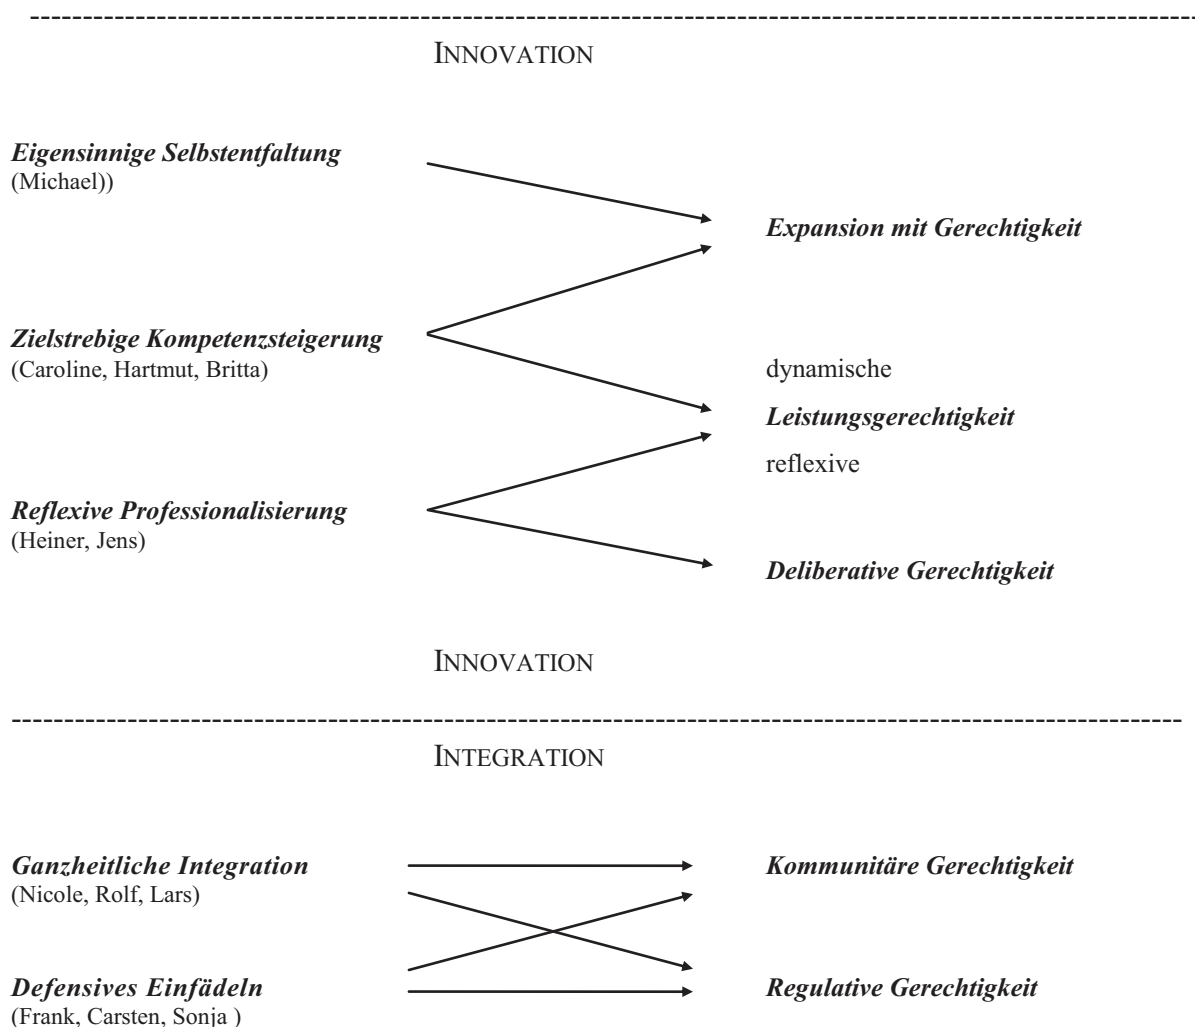 INNOVATION
Eigensinnige Selbstentfaltung
(Michael))
Expansion mit Gerechtigkeit
Zielstrebige Kompetenzsteigerung
(Caroline, Hartmut, Britta)
dynamische
Leistungsgerechtigkeit
reflexive
Reflexive Professionalisierung
(Heiner, Jens)
Deliberative Gerechtigkeit
INNOVATION
INTEGRATION
Ganzheitliche Integration
(Nicole, Rolf, Lars)
Kommunitäre Gerechtigkeit
Defensives Einfädeln
(Frank, Carsten, Sonja )
Regulative Gerechtigkeit